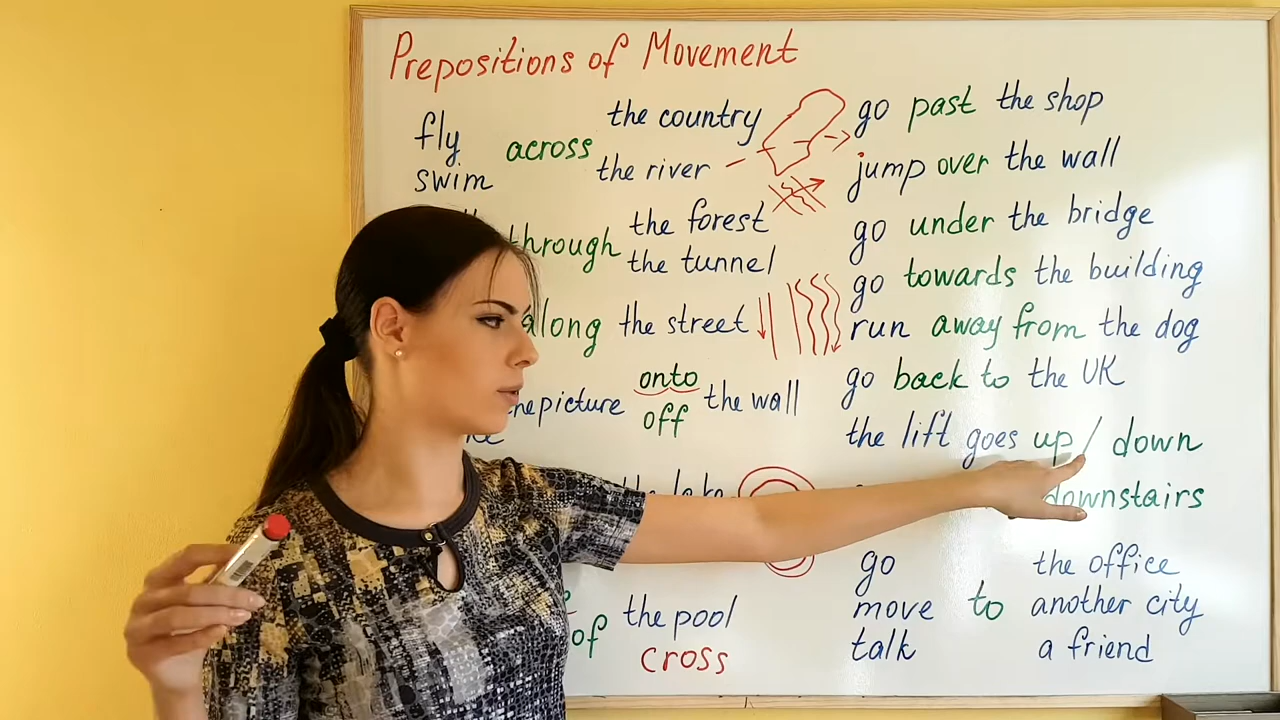 Prepositions of Movement
fly across the country
swim the river
through the forest
the tunnel
along the street
the picture onto the wall
off
the lake
of the pool
cross
go past the shop
jump over the wall
go under the bridge
go towards the building
run away from the dog
go back to the UK
the lift goes up / down
downstairs
go the office
move to another city
talk a friend